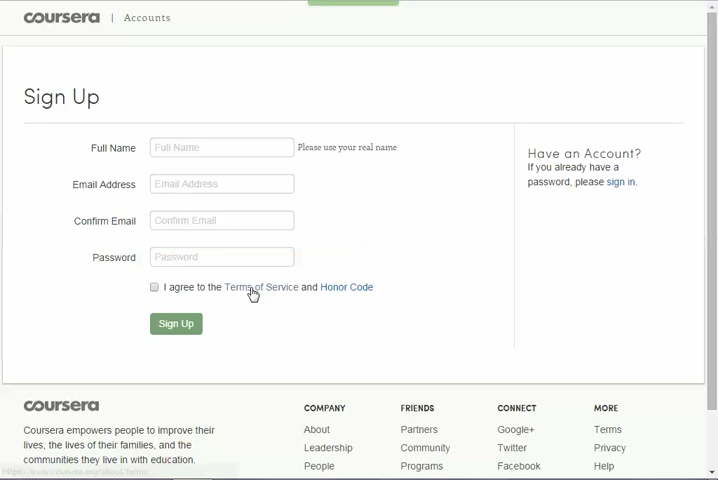 coursera | Accounts
Sign Up
Full Name Full Name Please use your real name
Email Address Email Address
Confirm Email Confirm Email
Password Password
I agree to the Terms of Service and Honor Code
Sign Up
Have an Account?
If you already have a
password, please sign in.
coursera
Coursera empowers people to improve their
lives, the lives of their families, and the
communities they live in with education.
COMPANY
About
Leadership
People
FRIENDS
Partners
Community
Programs
CONNECT
Google+
Twitter
Facebook
MORE
Terms
Privacy
Help